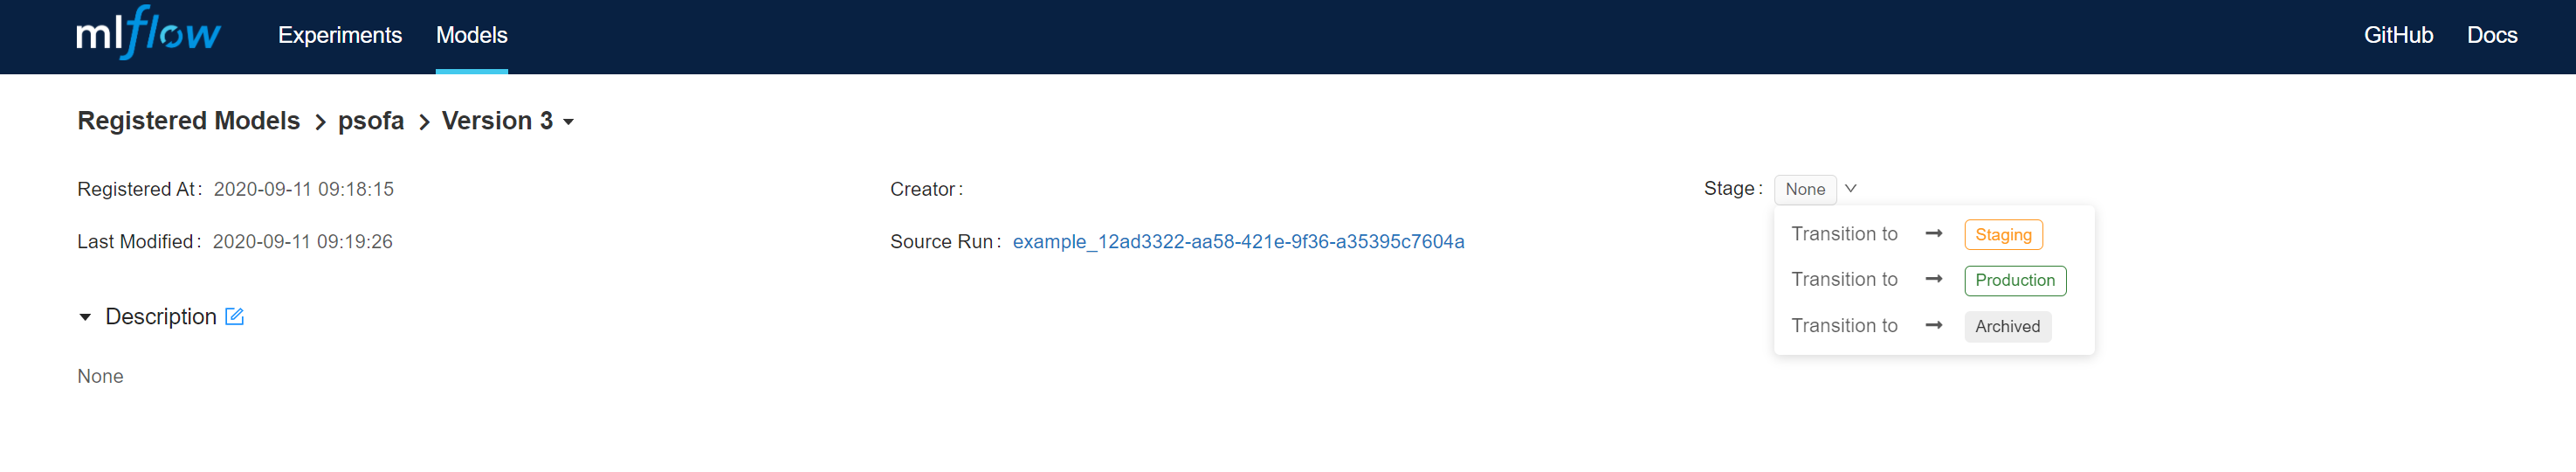 mlflow Experiments Models GitHub Docs
Registered Models > psofa > Version 3
Registered At: 2020-09-11 09:18:15 Creator: Stage: None
Last Modified: 2020-09-11 09:19:26 Source Run: example_12ad3322-aa58-421e-9f36-a35395c7604a
Transition to → Staging
Transition to → Production
Transition to → Archived
Description
None